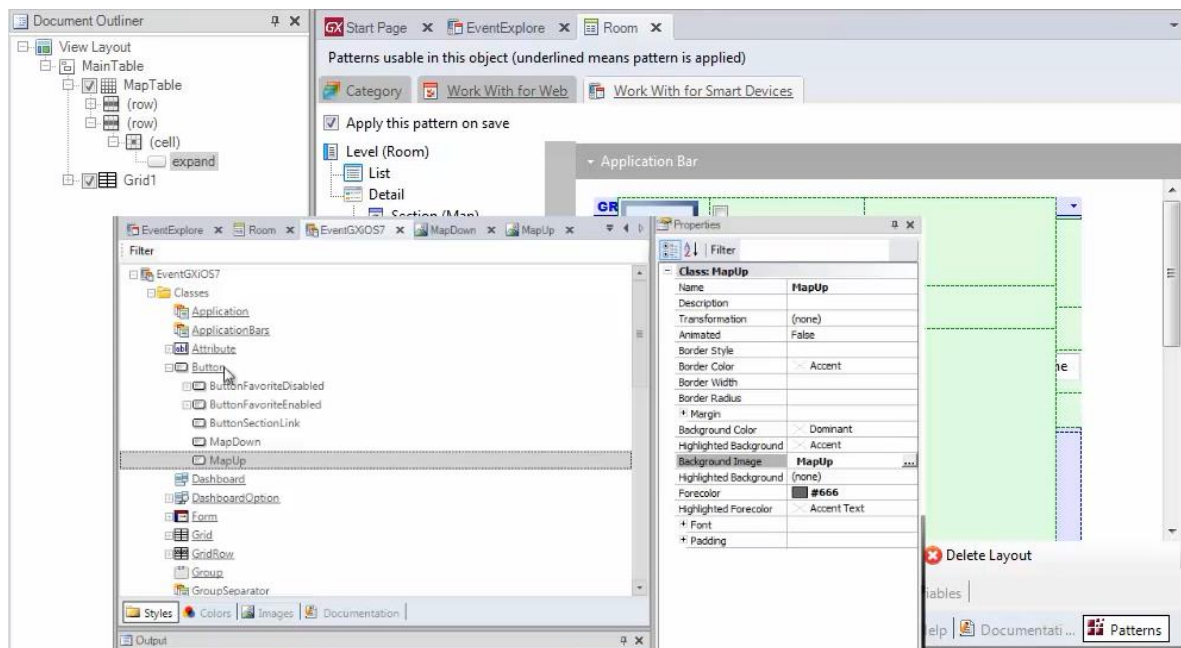 Document Outliner
View Layout
MainTable
MapTable
(row)
(row)
(cell)
expand
Grid1
GX Start Page
EventExplore
Room
Patterns usable in this object (underlined means pattern is applied)
Category
Work With for Web
Work With for Smart Devices
Apply this pattern on save
Level (Room)
List
Detail
Section (Map)
Application Bar
GR
EventExplore
Room
EventGXiOS7
MapDown
MapUp
Filter
EventGXiOS7
Classes
Application
ApplicationBars
Attribute
Button
ButtonFavoriteDisabled
ButtonFavoriteEnabled
ButtonSectionLink
MapDown
MapUp
Dashboard
DashboardOption
Form
Grid
GridRow
Group
GroupSeparator
Styles
Colors
Images
Documentation
Output
Properties
Filter
Class: MapUp
Name MapUp
Description
Transformation (none)
Animated False
Border Style
Border Color Accent
Border Width
Border Radius
Margin
Background Color Dominant
Highlighted Background Accent
Background Image MapUp ...
Highlighted Background (none)
Forecolor #666
Highlighted Forecolor Accent Text
Font
Padding
ne
Delete Layout
iables
elp
Documentati ...
Patterns